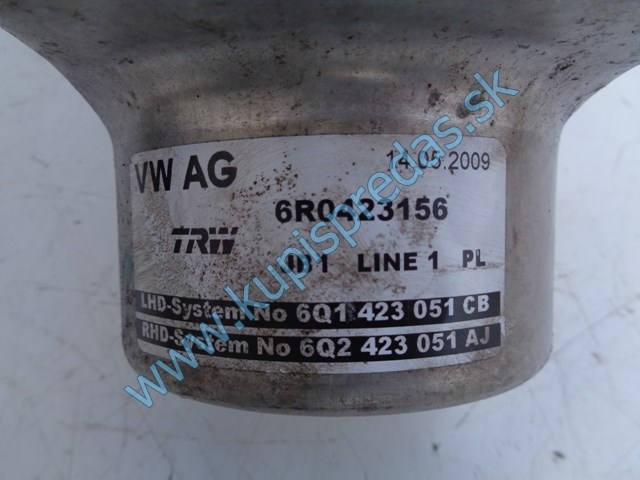 VW AG 14.05.2009
6R0423156
TRW 1B1 LINE 1 PL
LHD-System No 6Q1 423 051 CB
RHD-System No 6Q2 423 051 AJ
www.kupispredas.sk